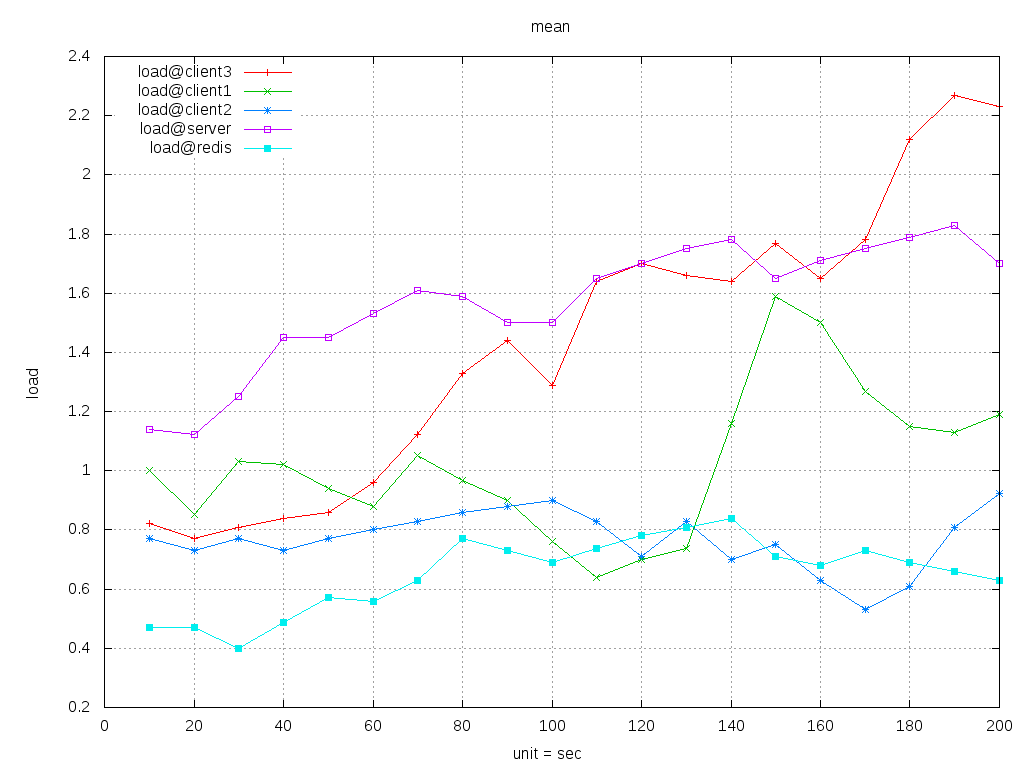 mean
load@client3
load@client1
load@client2
load@server
load@redis
2.4
2.2
2
1.8
1.6
1.4
1.2
1
0.8
0.6
0.4
0.2
load
0 20 40 60 80 100 120 140 160 180 200
unit = sec